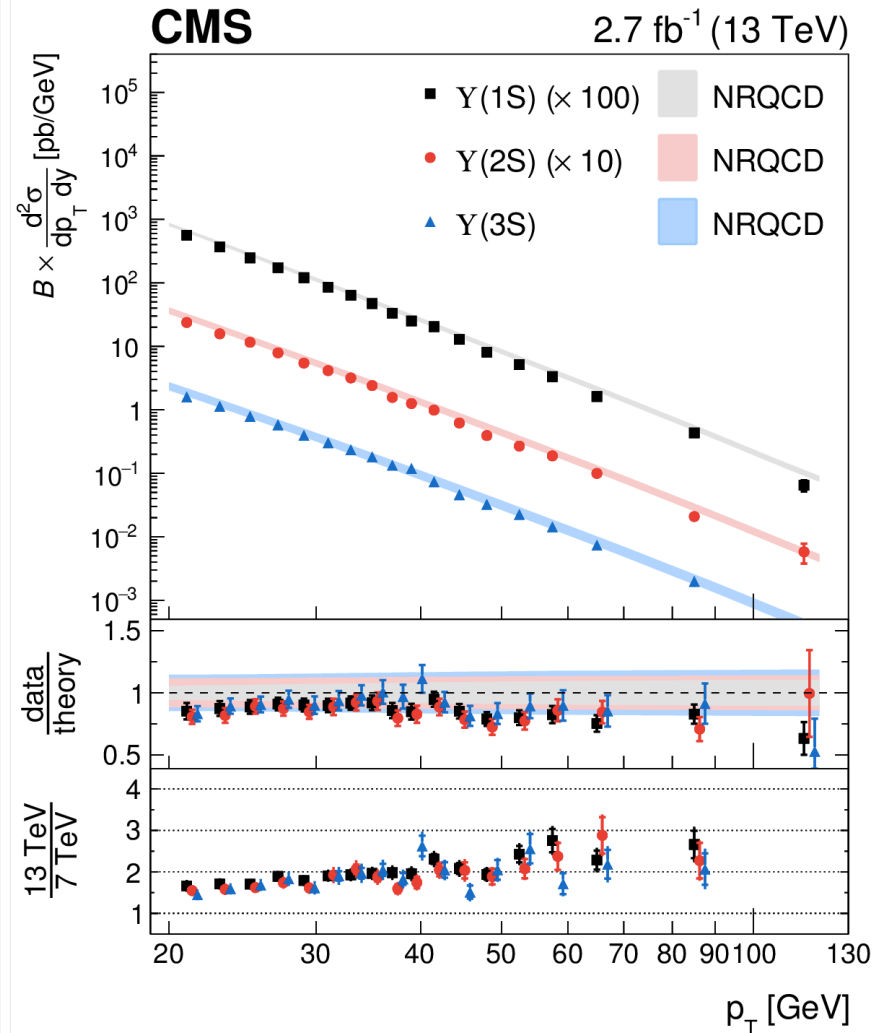 CMS 2.7 fb⁻¹ (13 TeV)
B × d²σ / dp_T dy [pb/GeV]
ϒ(1S) (× 100) NRQCD
ϒ(2S) (× 10) NRQCD
ϒ(3S) NRQCD
10⁵
10⁴
10³
10²
10
1
10⁻¹
10⁻²
10⁻³
data
theory
1.5
1
0.5
13 TeV
7 TeV
4
3
2
1
20 30 40 50 60 70 80 90 100 130
p_T [GeV]